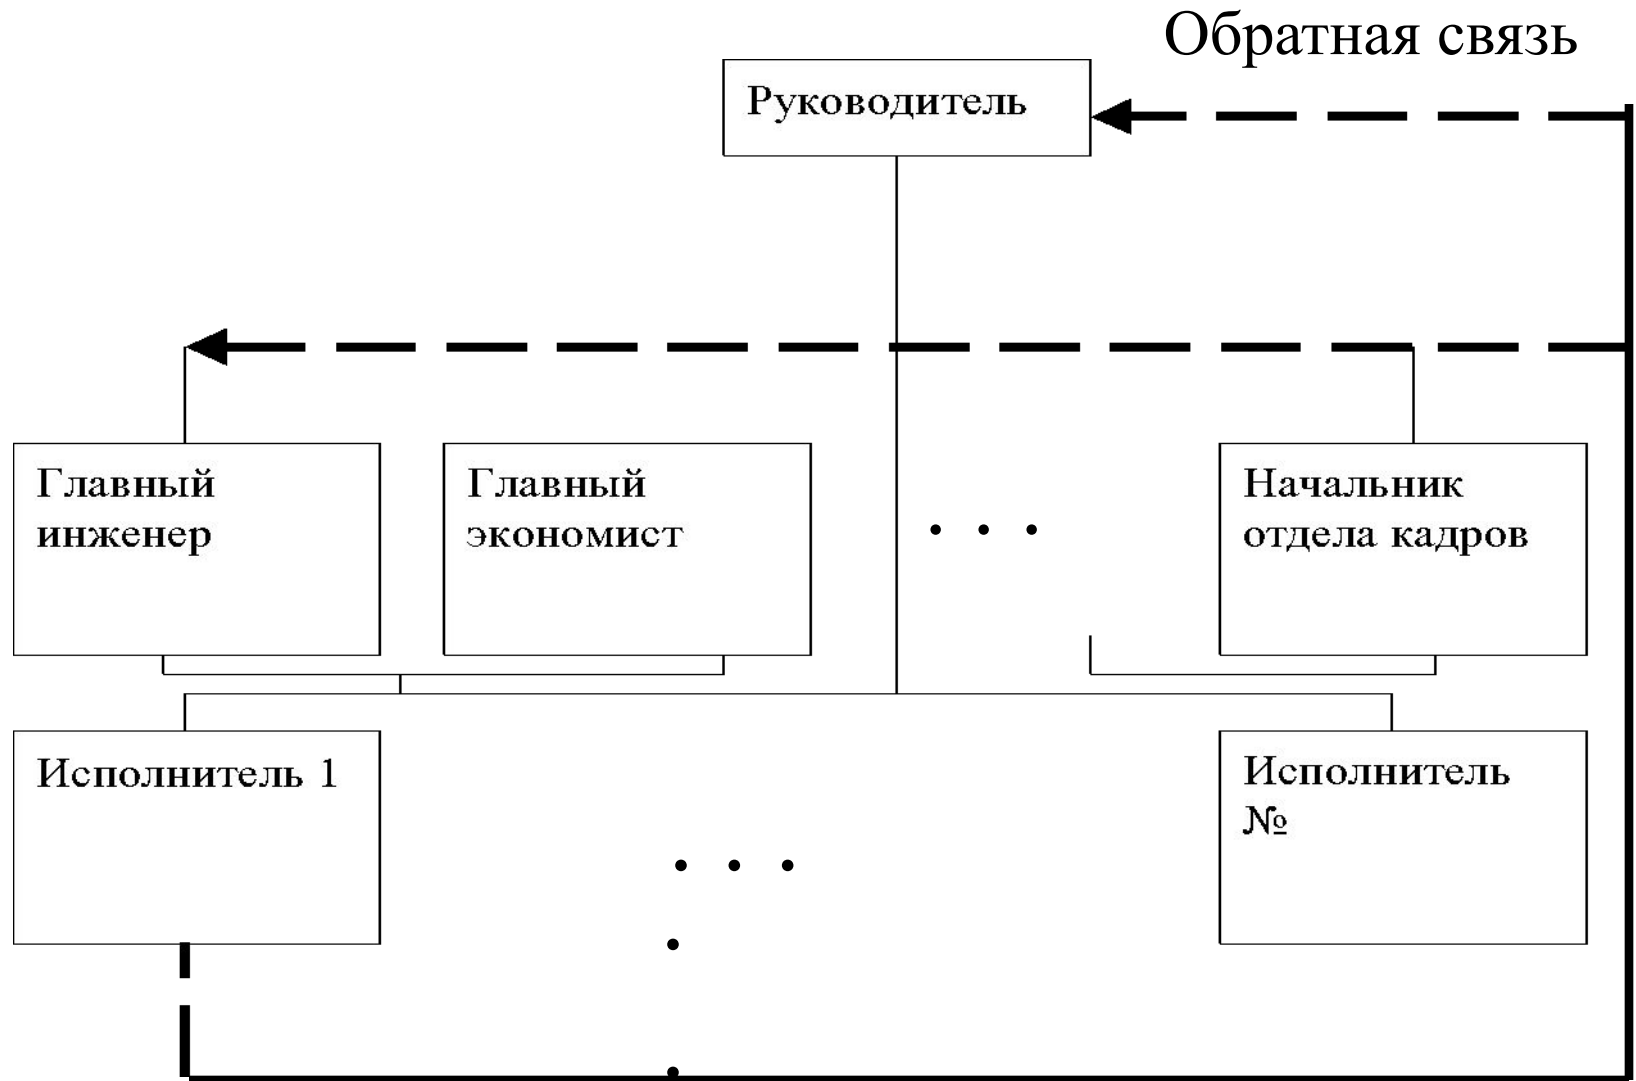 Обратная связь
Руководитель
Главный
инженер
Главный
экономист
. . .
Начальник
отдела кадров
Исполнитель 1
Исполнитель
№
. . .
.
.